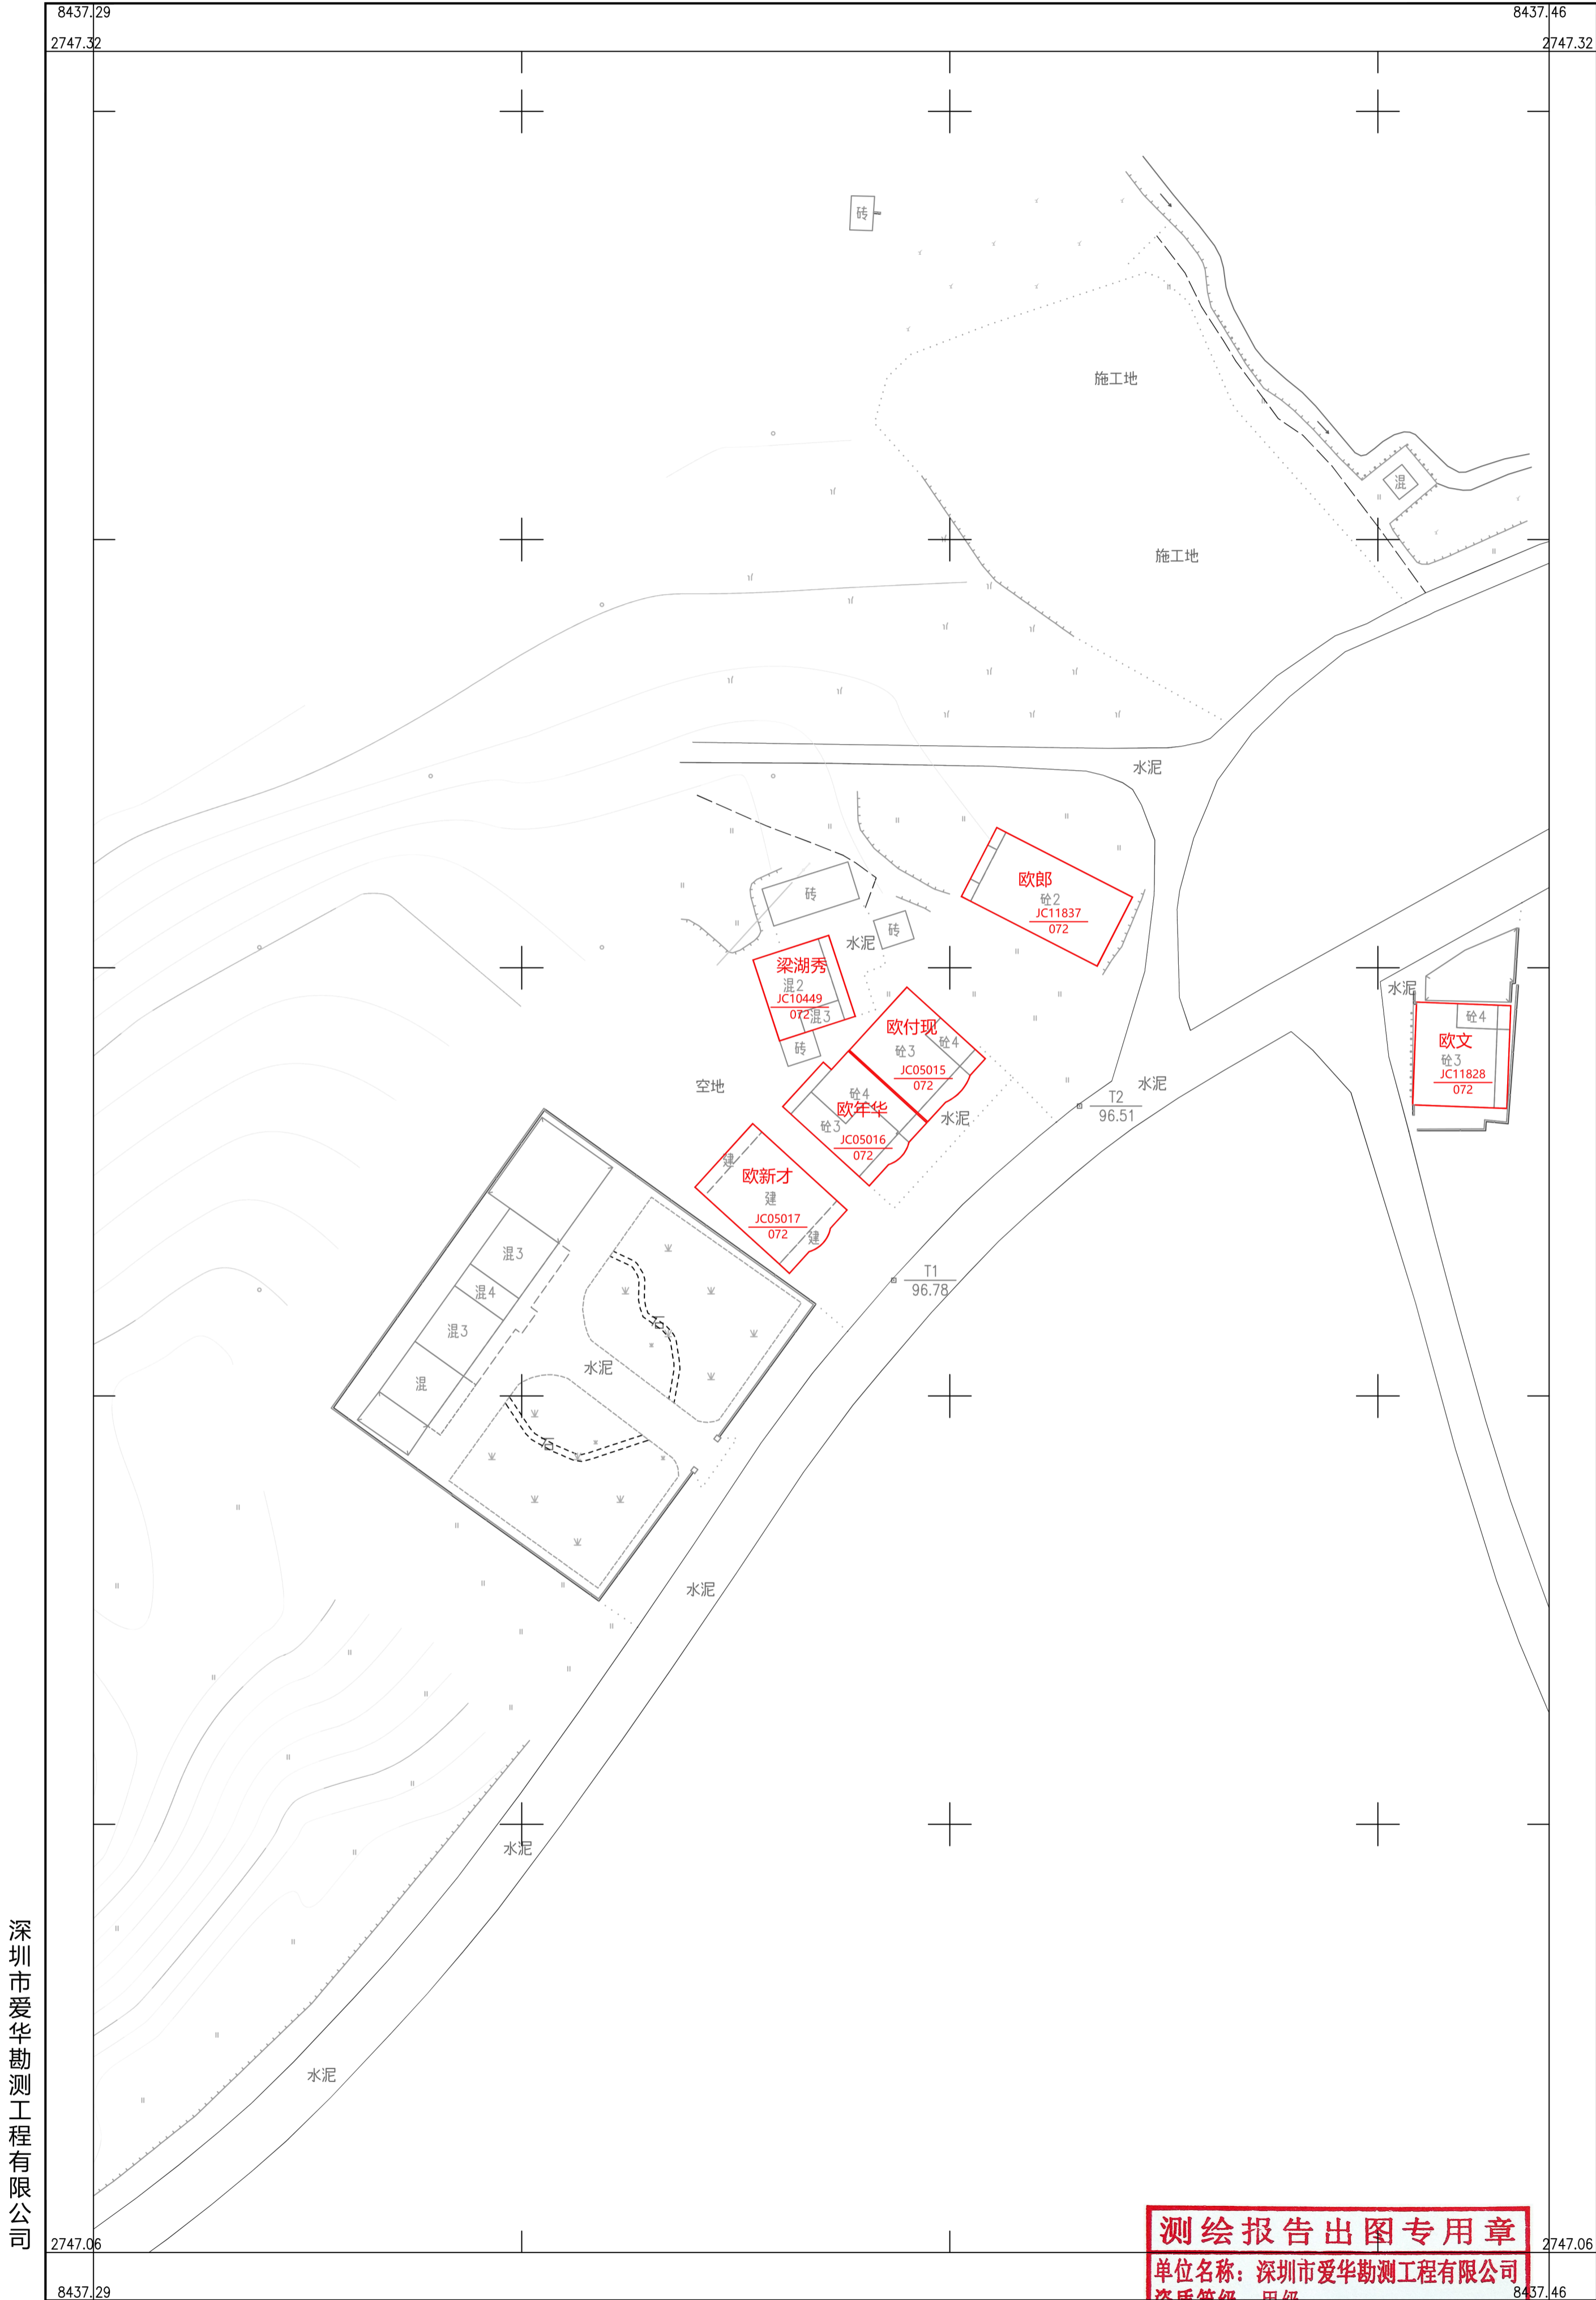 8437.29
8437.46
2747.32
2747.32
砖
施工地
混
施工地
水泥
欧郎
砼2
JC11837
072
砖
砖
水泥
梁湖秀
混2
JC10449
072
混3
砖
水泥
砼4
欧文
砼3
JC11828
072
欧付现
砼4
砼3
JC05015
072
空地
水泥
T2
96.51
砼4
欧年华
砼3
水泥
JC05016
072
建
欧新才
建
JC05017
072
建
混3
T1
96.78
混4
石
混3
水泥
混
石
水泥
水泥
水泥
深圳市爱华勘测工程有限公司
测绘报告出图专用章
2747.06
2747.06
单位名称：深圳市爱华勘测工程有限公司
8437.29
8437.46